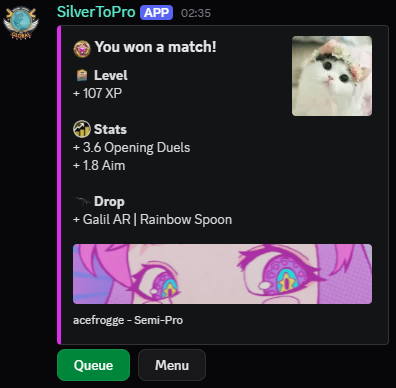 SilverToPro APP 02:35
You won a match!
Level
+ 107 XP
Stats
+ 3.6 Opening Duels
+ 1.8 Aim
Drop
+ Galil AR | Rainbow Spoon
acefrogge - Semi-Pro
Queue Menu